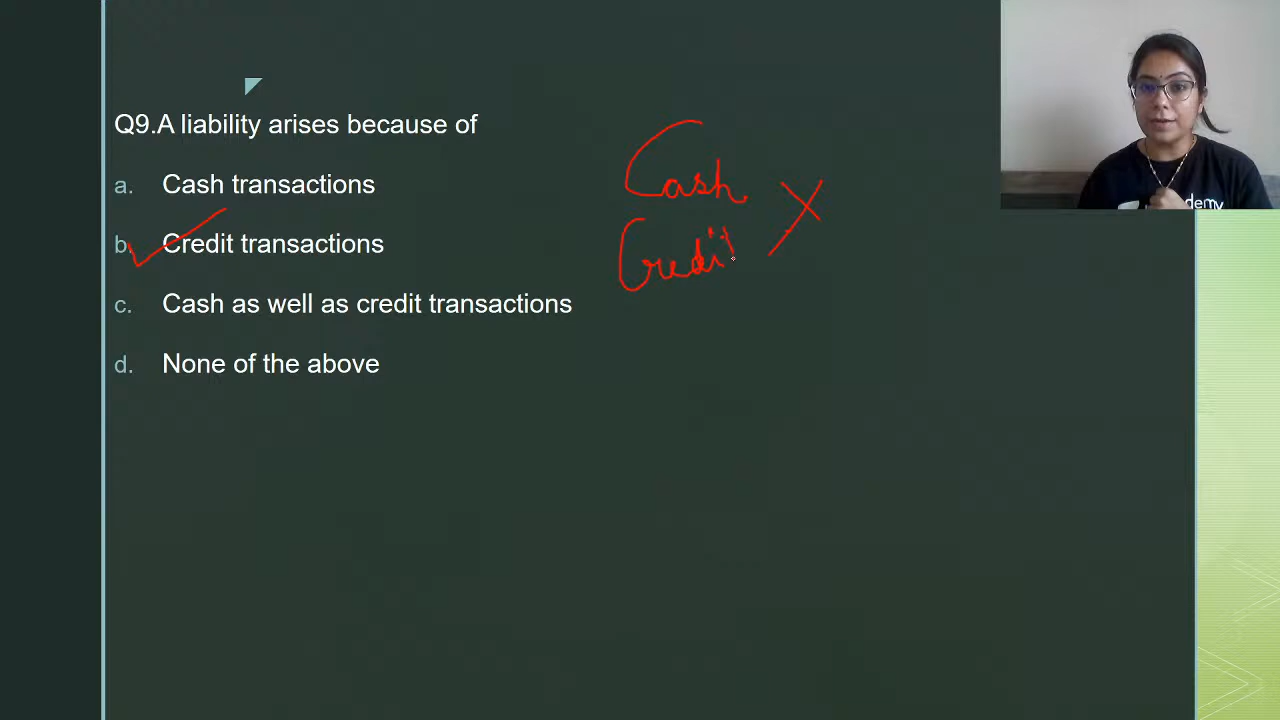 Q9.A liability arises because of
a. Cash transactions
b. Credit transactions
c. Cash as well as credit transactions
d. None of the above
Cash
Credit
demy